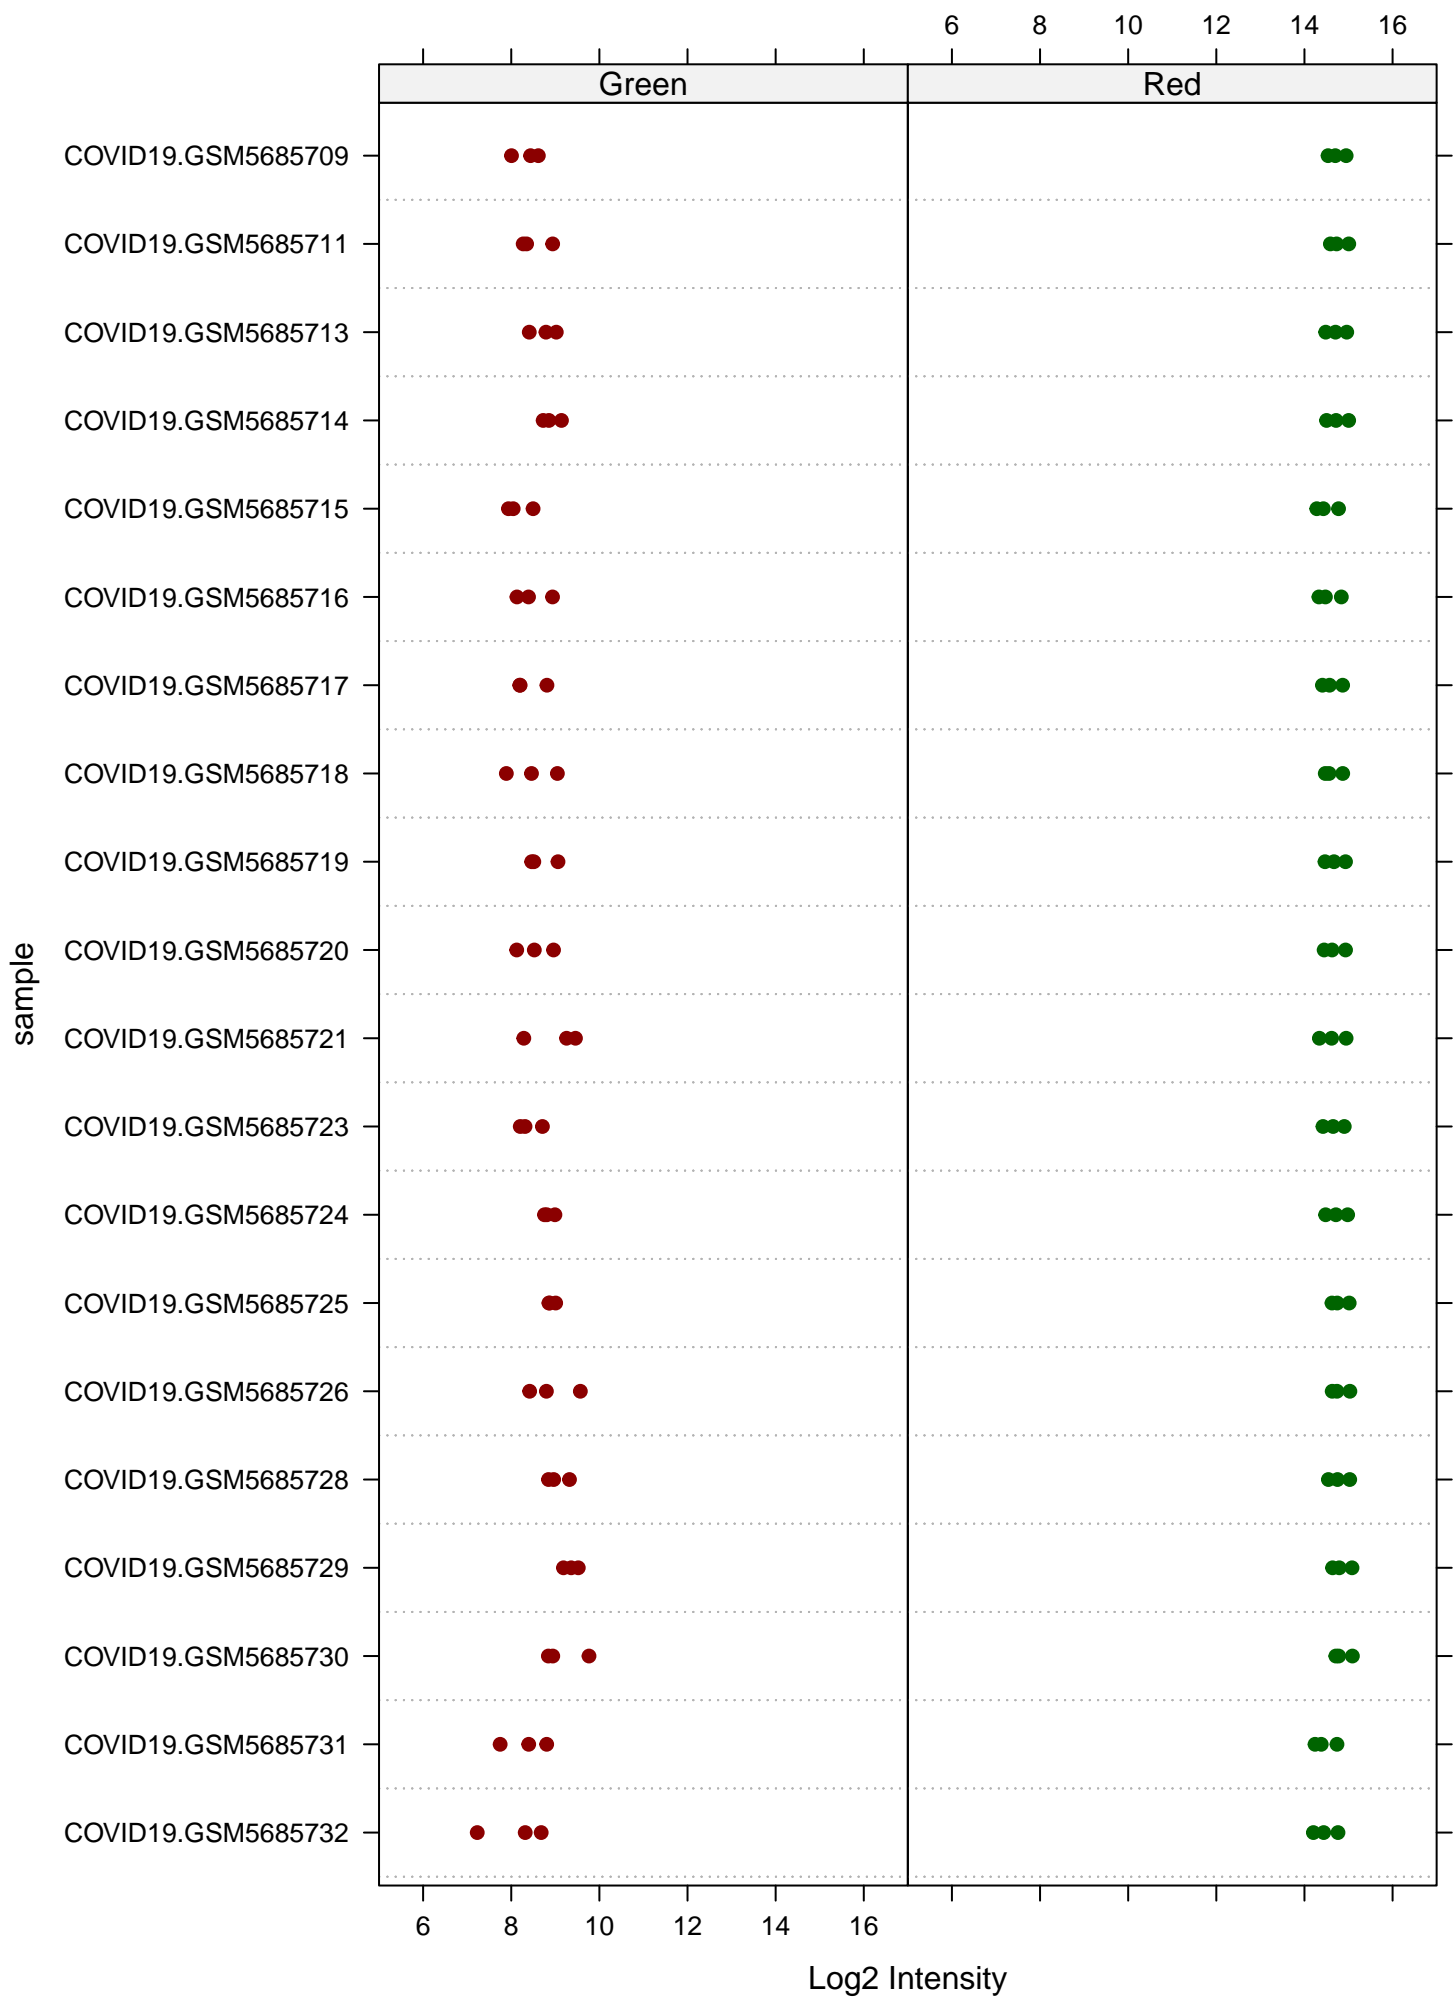 6 8 10 12 14 16
Green Red
COVID19.GSM5685709
COVID19.GSM5685711
COVID19.GSM5685713
COVID19.GSM5685714
COVID19.GSM5685715
COVID19.GSM5685716
COVID19.GSM5685717
COVID19.GSM5685718
COVID19.GSM5685719
COVID19.GSM5685720
COVID19.GSM5685721
COVID19.GSM5685723
COVID19.GSM5685724
COVID19.GSM5685725
COVID19.GSM5685726
COVID19.GSM5685728
COVID19.GSM5685729
COVID19.GSM5685730
COVID19.GSM5685731
COVID19.GSM5685732
sample
6 8 10 12 14 16
Log2 Intensity